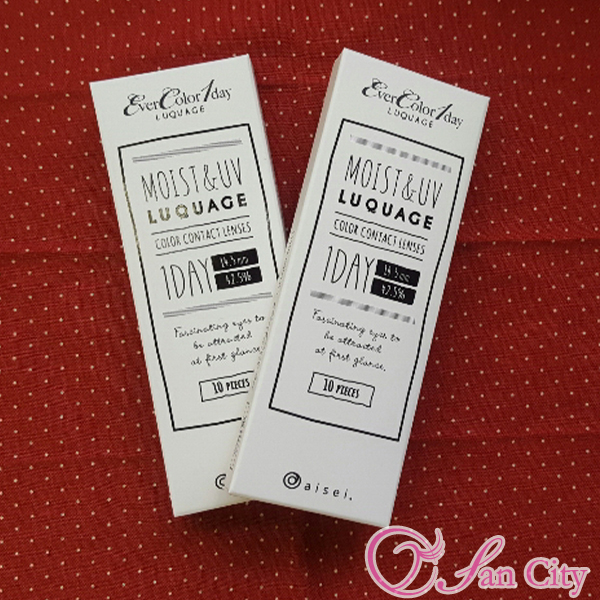 EverColor1day
LUQUAGE
MOIST&UV
LUQUAGE
COLOR CONTACT LENSES
1DAY
14.5mm
42.5%
Fascinating eyes to
be attracted
at first glance.
10 PIECES
aisei.
EverColor1day
LUQUAGE
MOIST&UV
LUQUAGE
COLOR CONTACT LENSES
1DAY
14.5mm
42.5%
Fascinating eyes to
be attracted
at first glance.
10 PIECES
aisei.
San City